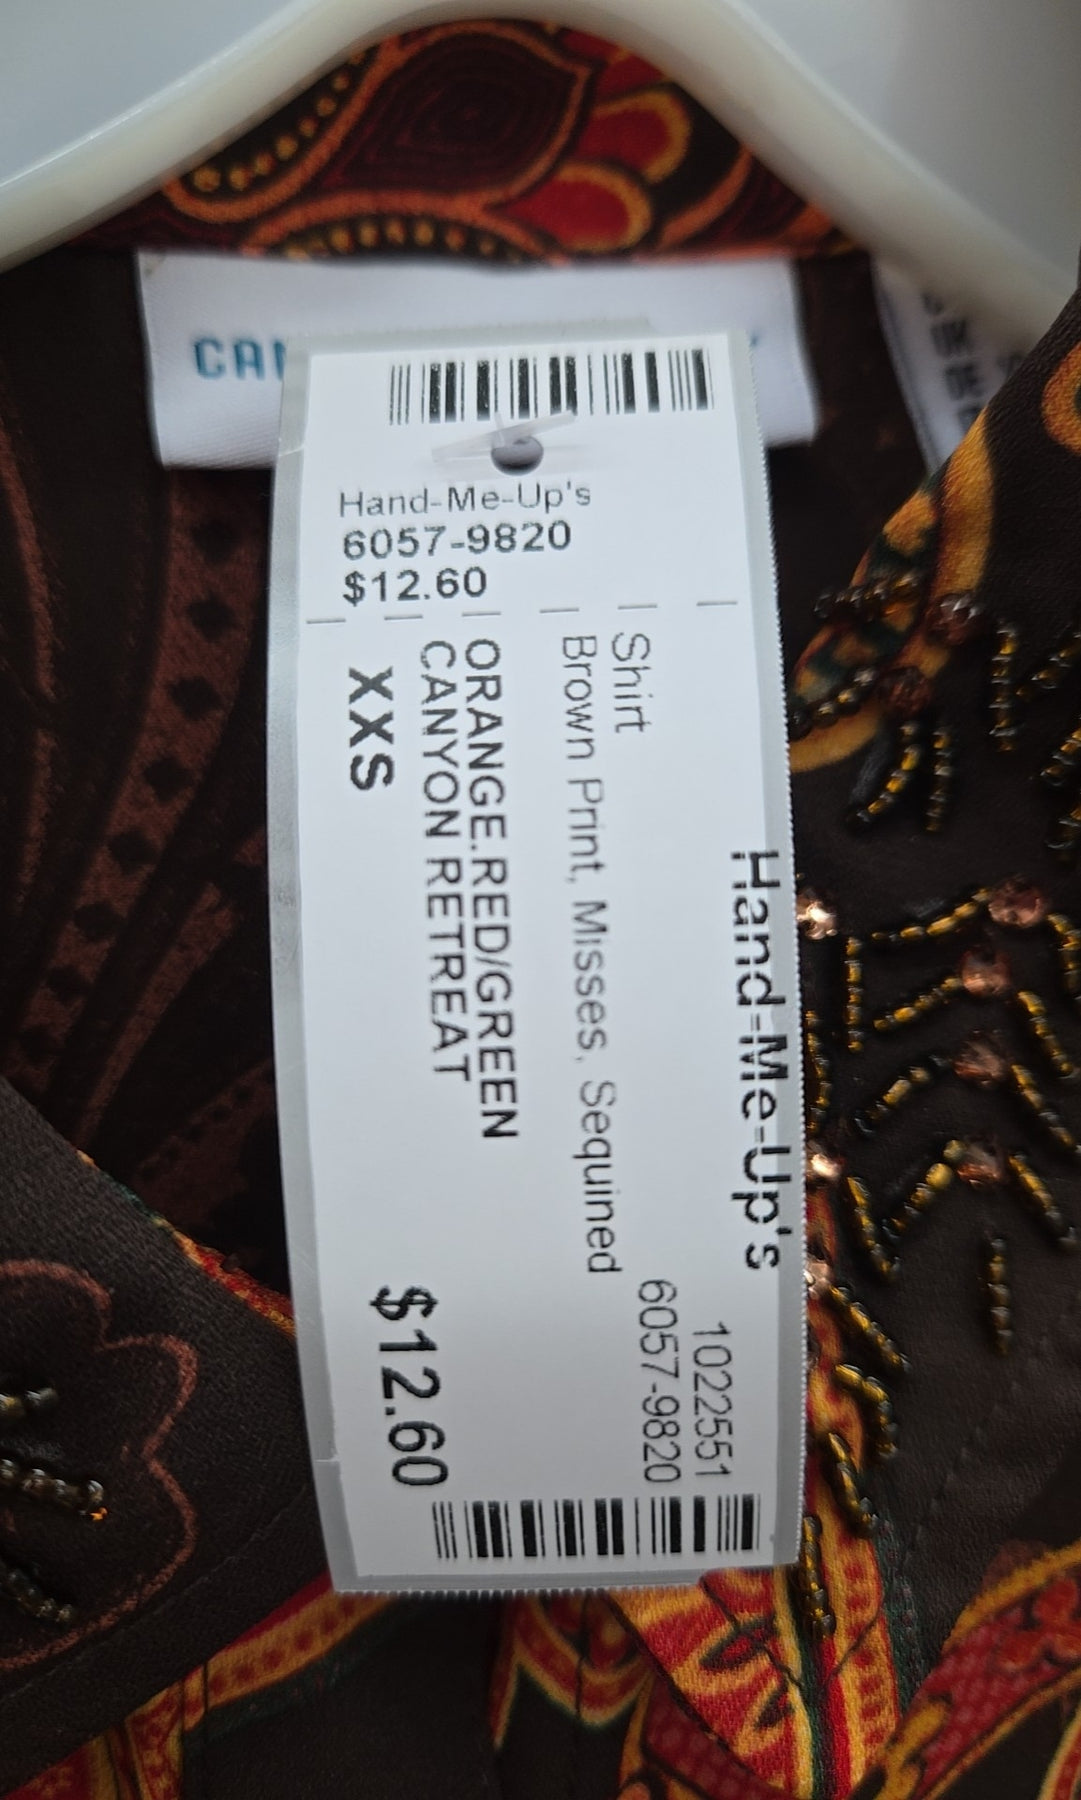 CAN
Hand-Me-Up's
6057-9820
$12.60
Hand-Me-Up's
1022551
6057-9820
Shirt
Brown Print, Misses, Sequined
ORANGE.RED/GREEN
CANYON RETREAT
XXS
$12.60